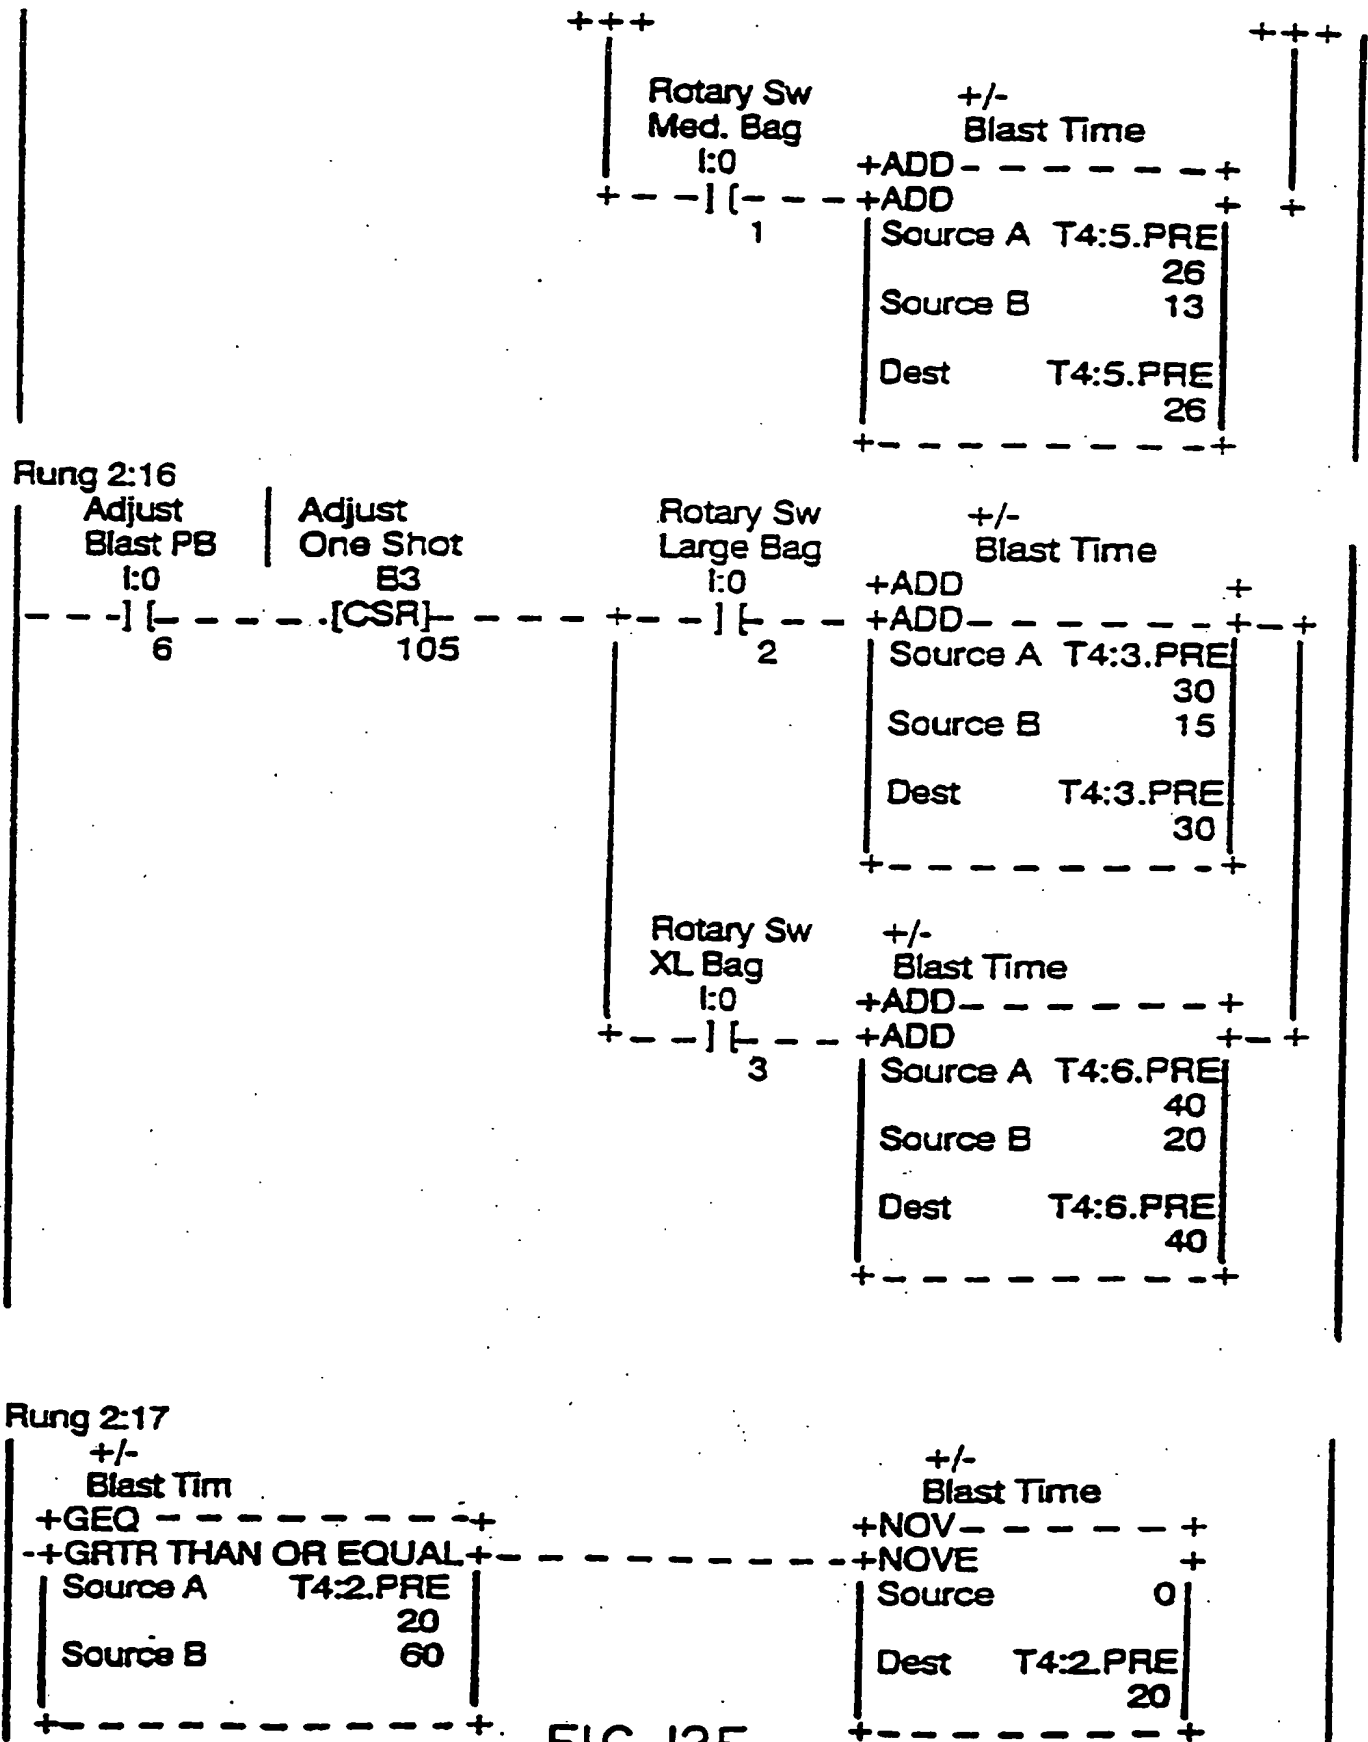 +++ +++
Rotary Sw +/-
Med. Bag Blast Time
I:0 +ADD- - - - - - -+
+- - -] [- - - -+ADD + +
1 Source A T4:5.PRE
26
Source B 13
Dest T4:5.PRE
26
+- - - - - - - -+
Rung 2:16
Adjust | Adjust Rotary Sw +/-
Blast PB | One Shot Large Bag Blast Time
I:0 B3 I:0 +ADD +
- - -] [- - - - -.[CSR]- - - - +- - -] [- - - +ADD- - - - - - -+-+
6 105 2 Source A T4:3.PRE
30
Source B 15
Dest T4:3.PRE
30
+- - - - - - - -+
Rotary Sw +/-
XL Bag Blast Time
I:0 +ADD- - - - - - -+
+- - -] [- - - +ADD +-+
3 Source A T4:6.PRE
40
Source B 20
Dest T4:6.PRE
40
+- - - - - - - -+
Rung 2:17
+/- +/-
Blast Tim Blast Time
+GEQ - - - - - - - -+ +NOV- - - - - -+
-+GRTR THAN OR EQUAL+- - - - - - - - -+NOVE +
Source A T4:2.PRE Source 0
20
Source B 60 Dest T4:2.PRE
20
+- - - - - - - - - -+ +- - - - - - - -+